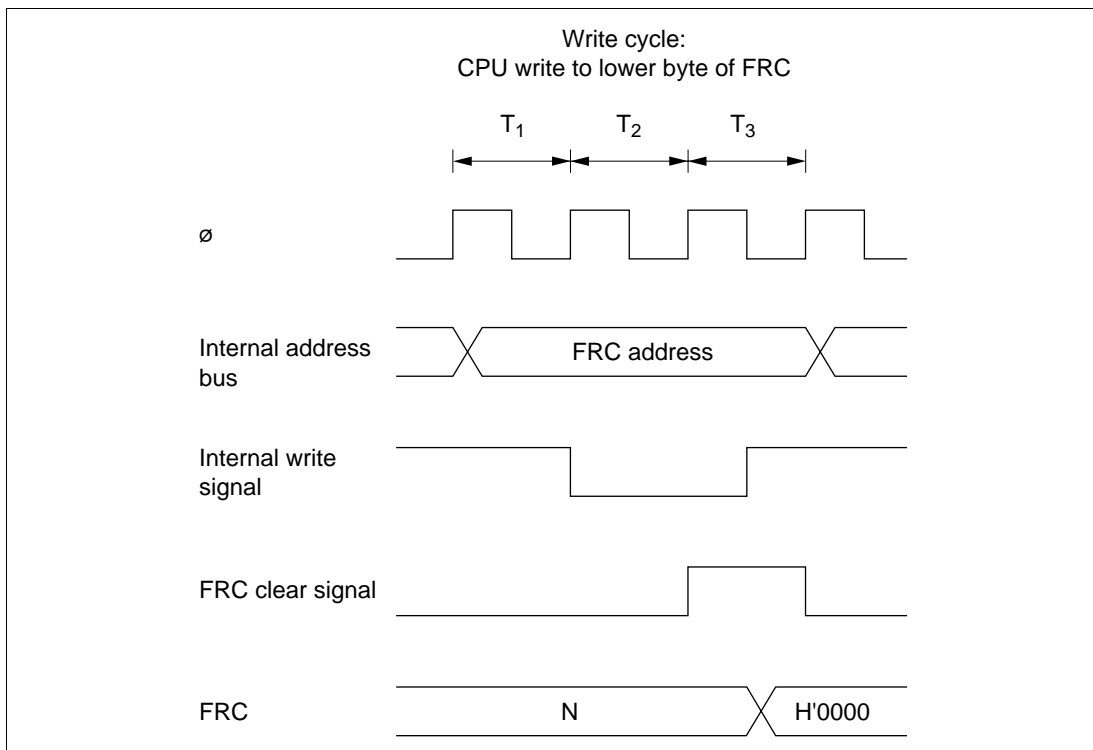 Write cycle:
CPU write to lower byte of FRC
T1 T2 T3
ø
Internal address
bus
FRC address
Internal write
signal
FRC clear signal
FRC N H'0000